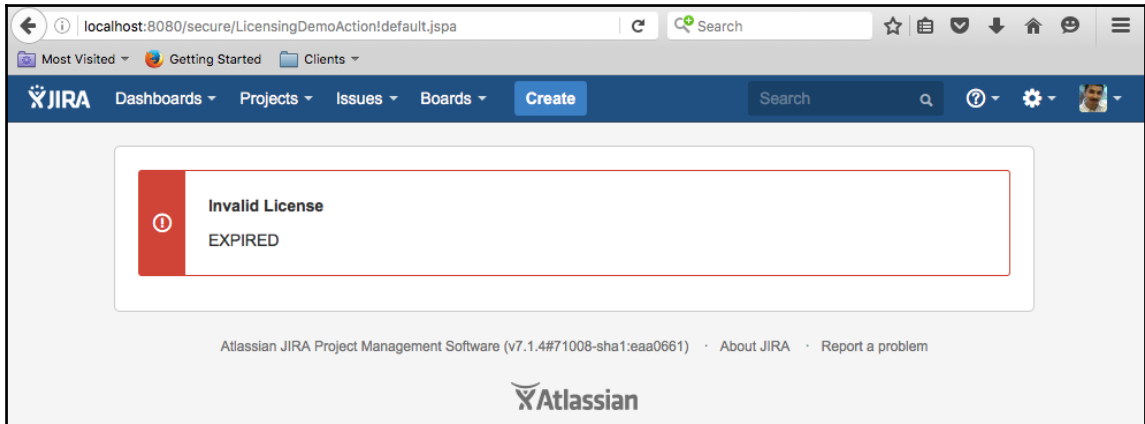 localhost:8080/secure/LicensingDemoAction!default.jspa Search
Most Visited Getting Started Clients
JIRA Dashboards Projects Issues Boards Create Search
Invalid License
EXPIRED
Atlassian JIRA Project Management Software (v7.1.4#71008-sha1:eaa0661) · About JIRA · Report a problem
Atlassian